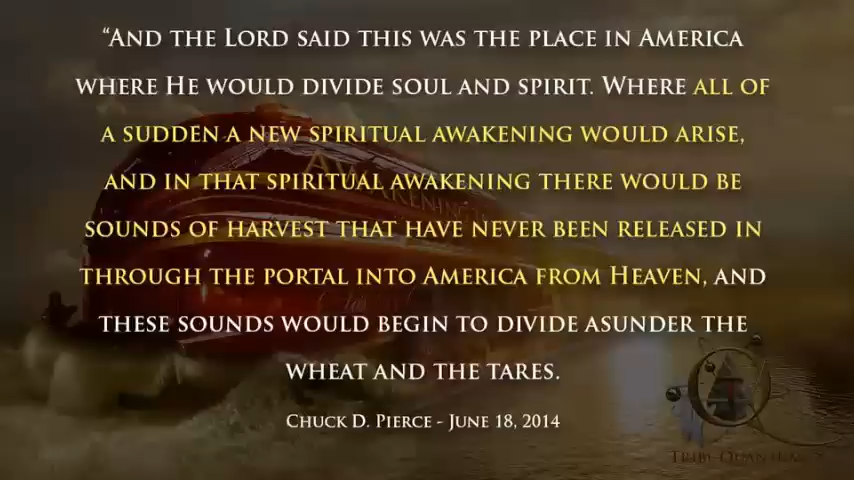 “And the Lord said this was the place in America
where He would divide soul and spirit. Where all of
a sudden a new spiritual awakening would arise,
and in that spiritual awakening there would be
sounds of harvest that have never been released in
through the portal into America from Heaven, and
these sounds would begin to divide asunder the
wheat and the tares.
Chuck D. Pierce - June 18, 2014
Awakening